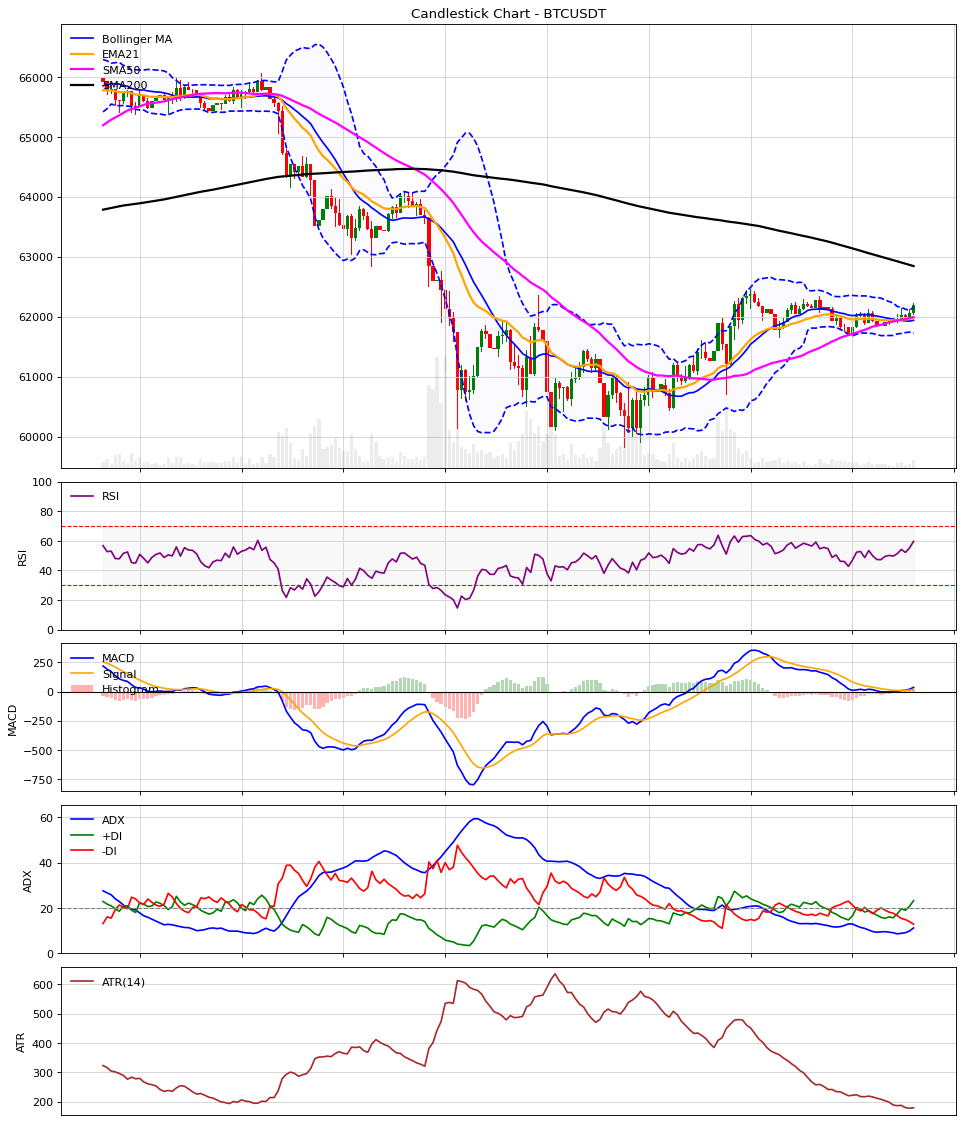 Candlestick Chart - BTCUSDT
Bollinger MA
EMA21
SMA50
SMA200
66000
65000
64000
63000
62000
61000
60000
RSI
100
80
60
40
20
0
RSI
MACD
Signal
Histogram
250
0
−250
−500
−750
MACD
ADX
+DI
-DI
60
40
20
0
ADX
ATR(14)
600
500
400
300
200
ATR